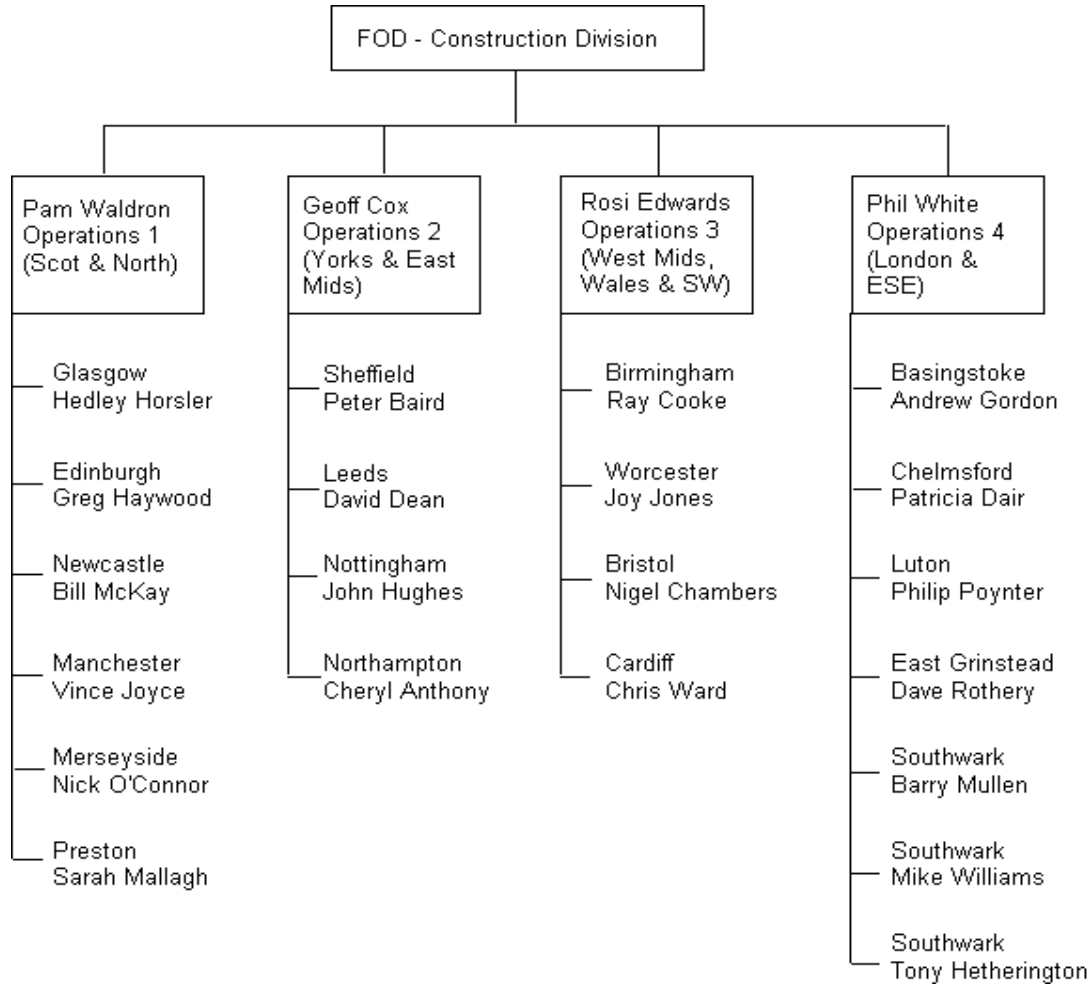 FOD - Construction Division
Pam Waldron
Operations 1
(Scot & North)
Glasgow
Hedley Horsler
Edinburgh
Greg Haywood
Newcastle
Bill McKay
Manchester
Vince Joyce
Merseyside
Nick O'Connor
Preston
Sarah Mallagh
Geoff Cox
Operations 2
(Yorks & East
Mids)
Sheffield
Peter Baird
Leeds
David Dean
Nottingham
John Hughes
Northampton
Cheryl Anthony
Rosi Edwards
Operations 3
(West Mids,
Wales & SW)
Birmingham
Ray Cooke
Worcester
Joy Jones
Bristol
Nigel Chambers
Cardiff
Chris Ward
Phil White
Operations 4
(London &
ESE)
Basingstoke
Andrew Gordon
Chelmsford
Patricia Dair
Luton
Philip Poynter
East Grinstead
Dave Rothery
Southwark
Barry Mullen
Southwark
Mike Williams
Southwark
Tony Hetherington